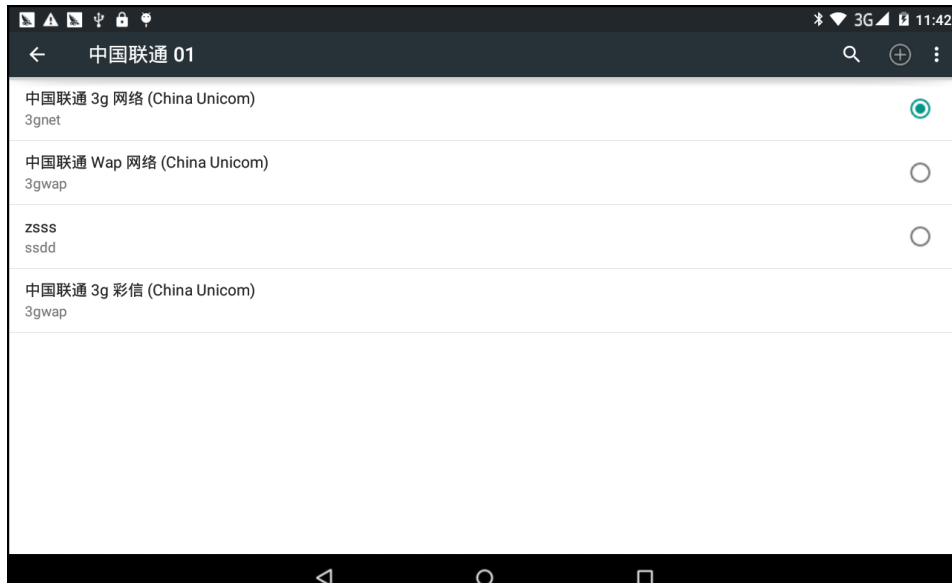 3G 11:42
中国联通 01
中国联通 3g 网络 (China Unicom)
3gnet
中国联通 Wap 网络 (China Unicom)
3gwap
zsss
ssdd
中国联通 3g 彩信 (China Unicom)
3gwap